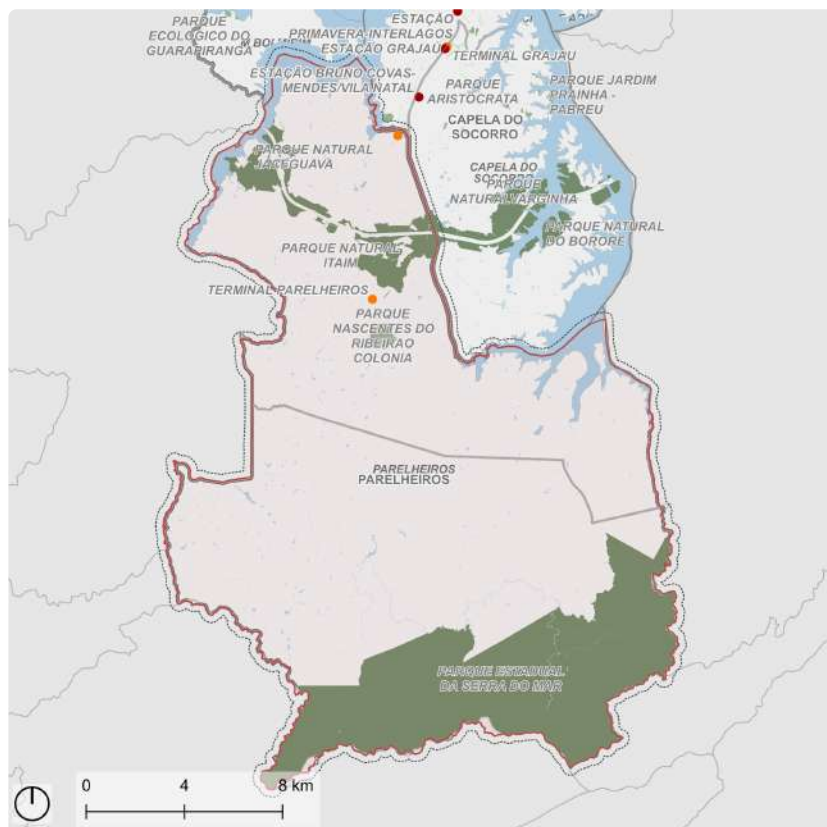 PARQUE
ECOLÓGICO DO
GUARAPIRANGA
ESTAÇÃO
PRIMAVERA-INTERLAGOS
ESTAÇÃO GRAJAÚ
TERMINAL GRAJAÚ
ESTAÇÃO BRUNO COVAS-
MENDES/VILA NATAL
PARQUE
ARISTOCRATA
PARQUE JARDIM
PRAINHA -
PABREU
CAPELA DO
SOCORRO
PARQUE NATURAL
JACEGUAVA
CAPELA DO
SOCORRO
PARQUE
NATURALVARGINHA
PARQUE NATURAL
DO BORORÉ
PARQUE NATURAL
ITAIM
TERMINAL PARELHEIROS
PARQUE
NASCENTES DO
RIBEIRÃO
COLONIA
PARELHEIROS
PARELHEIROS
PARQUE ESTADUAL
DA SERRA DO MAR
0 4 8 km